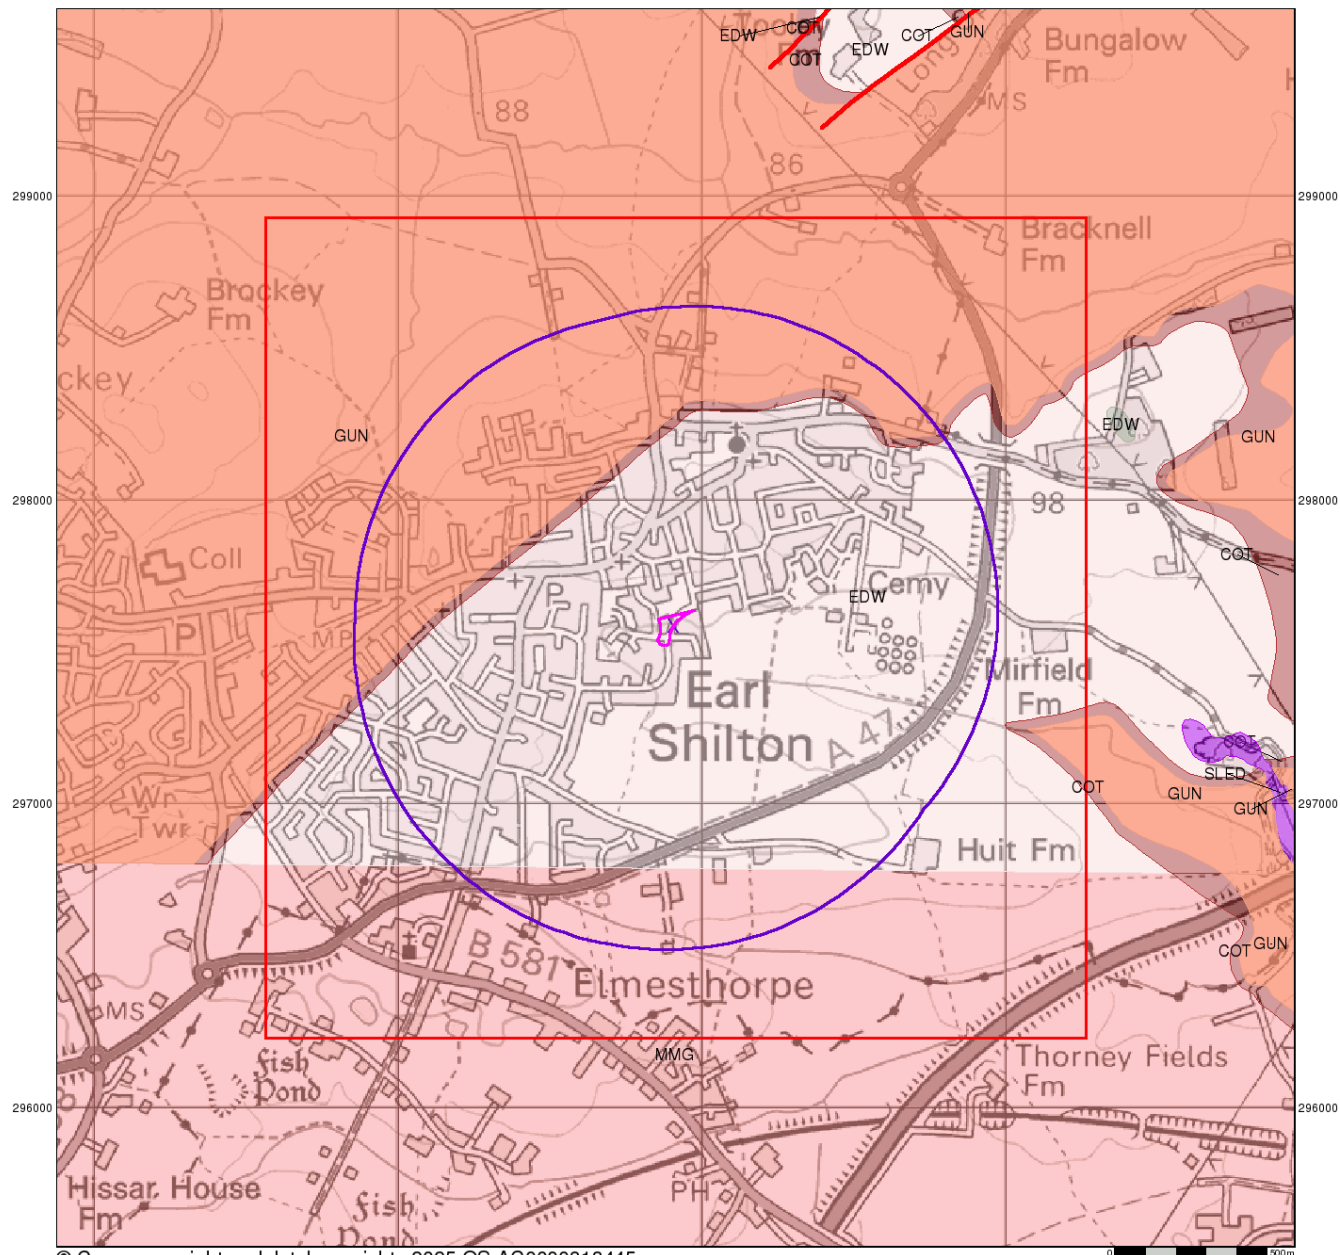 EDW
COT
COT
EDW
COT
GUN
Long
Bungalow
Fm
88
MS
86
299000
299000
Bracknell
Fm
Brockey
Fm
ckey
GUN
EDW
GUN
298000
298000
98
COT
Coll
P
Cemy
EDW
P
MP
Mirfield
Fm
Earl
Shilton
A 47
COT
SLED
COT
GUN
GUN
297000
297000
Wr
Twr
Huit Fm
B 581
COT
GUN
Elmesthorpe
MS
MMG
Thorney Fields
Fm
fish
Pond
296000
296000
Hissar House
Fm
fish
Pond
PH
0
500m